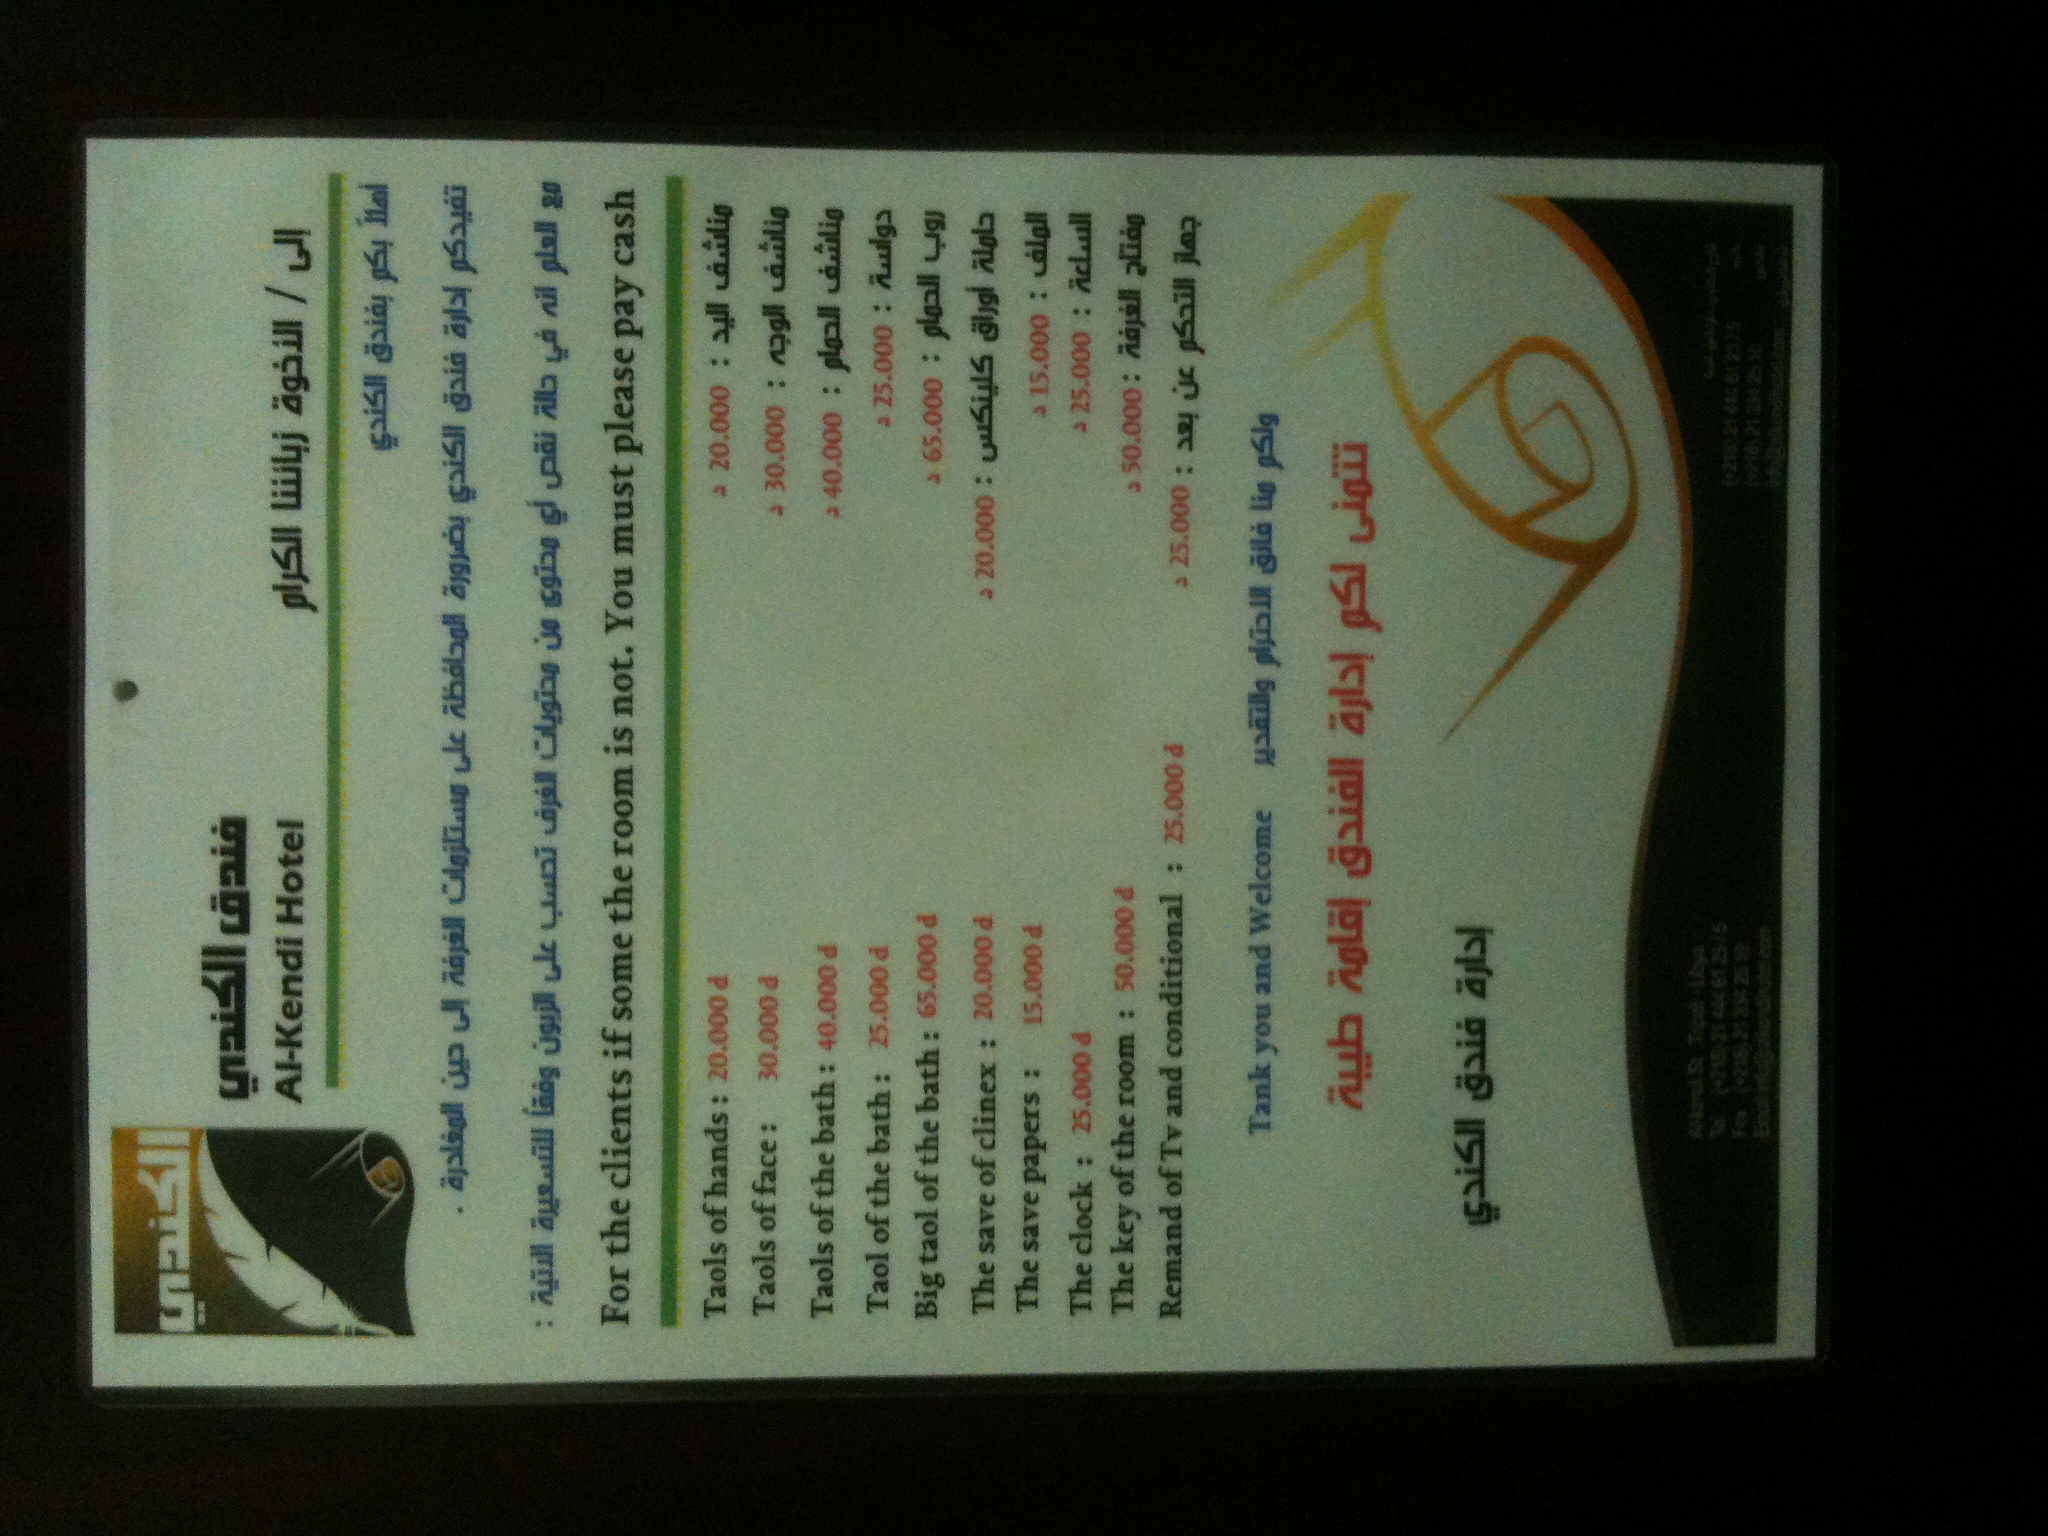 الكندي
فندق الكندي
Al-Kendi Hotel
إلى / الأخوة زبائننا الكرام
أهلاً بكم بفندق الكندي
تفيدكم إدارة فندق الكندي بضرورة المحافظة على مستلزمات الغرفة إلى حين المغادرة .
مع العلم انه في حالة نقص أي محتوى من محتويات الغرف تحسب على الزبون وفقاً للتسعيرة الاتية :
For the clients if some the room is not. You must please pay cash
Taols of hands : 20.000 d مناشف اليد : 20.000 د
Taols of face : 30.000 d مناشف الوجه : 30.000 د
Taols of the bath : 40.000 d مناشف الحمام : 40.000 د
Taol of the bath : 25.000 d دواسة : 25.000 د
Big taol of the bath : 65.000 d روب الحمام : 65.000 د
The save of clinex : 20.000 d حاملة أوراق كلينكس : 20.000 د
The save papers : 15.000 d الملف : 15.000 د
The clock : 25.000 d الساعة : 25.000 د
The key of the room : 50.000 d مفتاح الغرفة : 50.000 د
Remand of Tv and conditional : 25.000 d جهاز التحكم عن بعد : 25.000 د
Tank you and Welcome ولكم منا فائق الاحترام والتقدير
تتمنى لكم إدارة الفندق إقامة طيبة
إدارة فندق الكندي
Al-kendi St. Tripoli - Libya
Tel (+218) 21 444 61 23 / 5
Fax (+218) 21 334 25 10
Email info@alkendihotel.com
(+218) 21 444 61 23 / 5
(+218) 21 334 25 10
info@alkendihotel.com